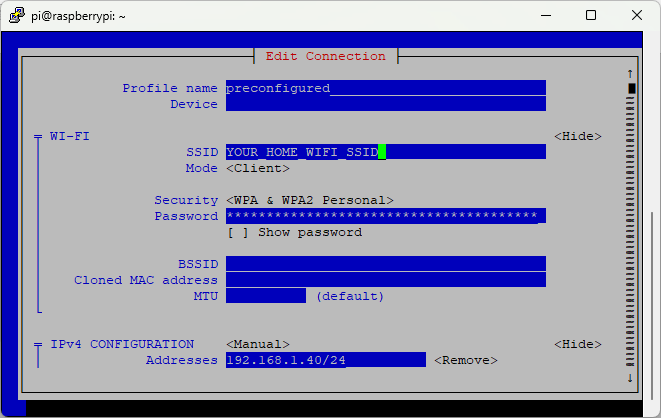 pi@raspberrypi: ~
Edit Connection
Profile name preconfigured
Device
WI-FI <Hide>
SSID YOUR_HOME_WIFI_SSID
Mode <Client>
Security <WPA & WPA2 Personal>
Password ***************************************
[ ] Show password
BSSID
Cloned MAC address
MTU (default)
IPv4 CONFIGURATION <Manual> <Hide>
Addresses 192.168.1.40/24 <Remove>